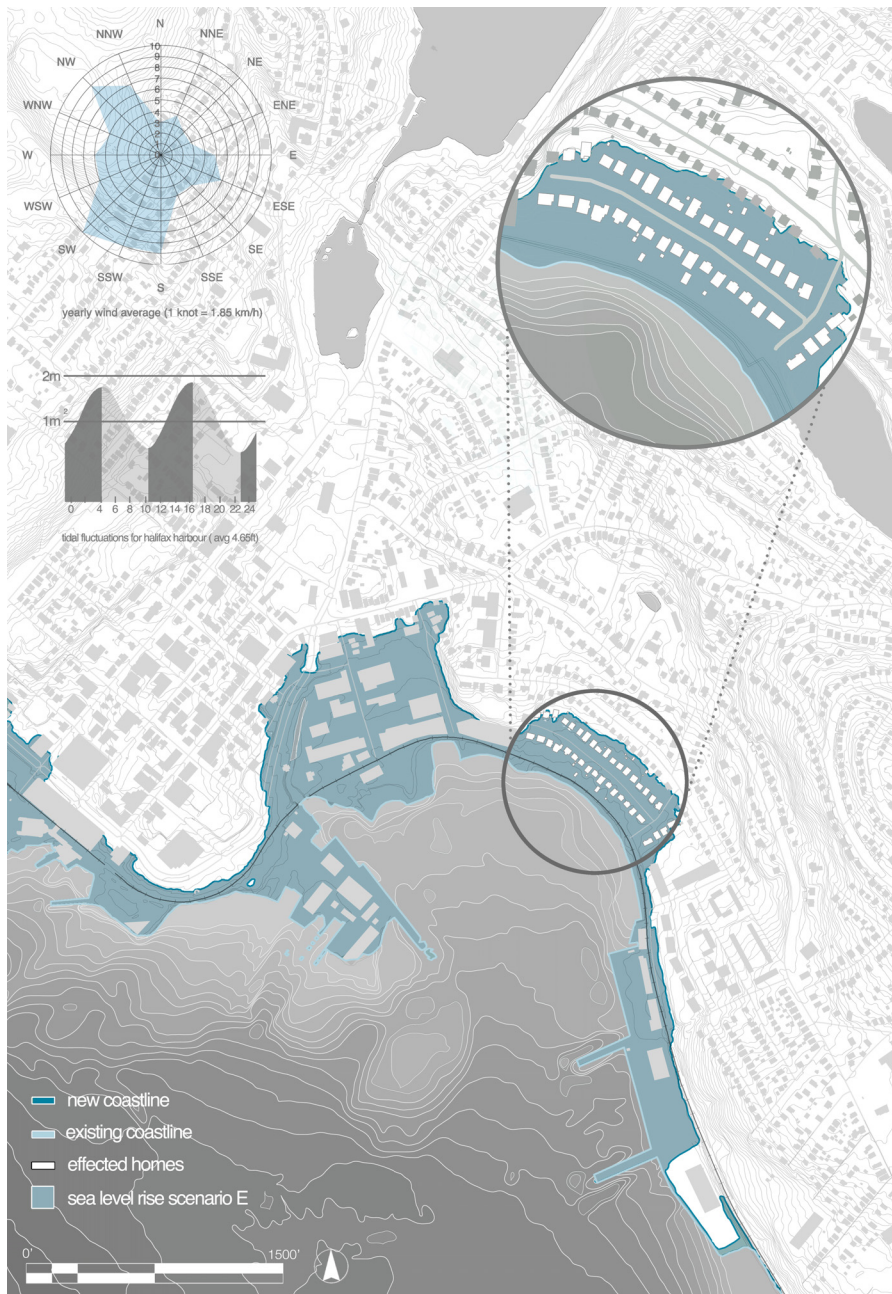 N
NNW
NNE
NW
NE
WNW
ENE
W
E
WSW
ESE
SW
SE
SSW
SSE
S
10
9
8
7
6
5
4
3
2
1
0
yearly wind average (1 knot = 1.85 km/h)
2m
1m 2
0 2 4 6 8 10 12 14 16 18 20 22 24
tidal fluctuations for halifax harbour ( avg 4.65ft)
new coastline
existing coastline
effected homes
sea level rise scenario E
0' 1500'